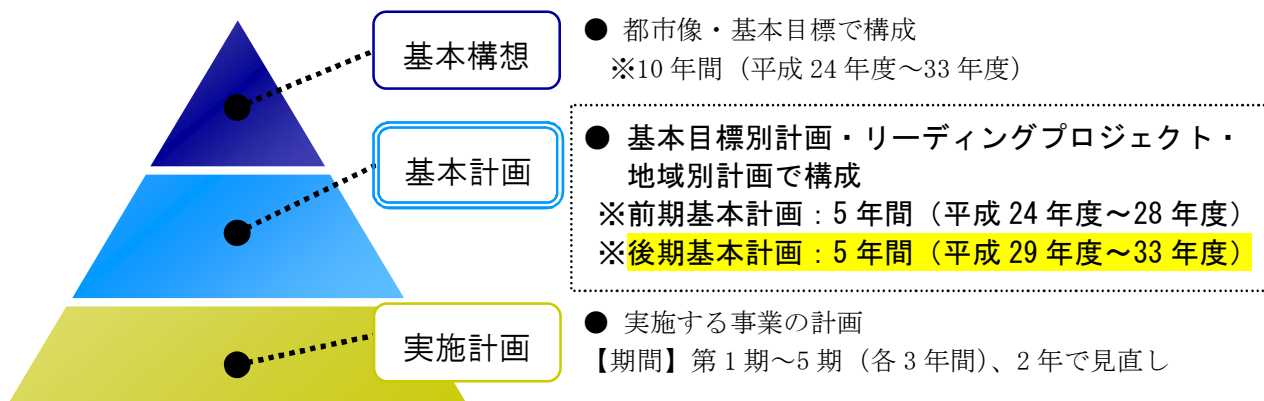 基本構想
● 都市像・基本目標で構成
※10 年間（平成 24 年度～33 年度）
基本計画
● 基本目標別計画・リーディングプロジェクト・
地域別計画で構成
※前期基本計画：5 年間（平成 24 年度～28 年度）
※後期基本計画：5 年間（平成 29 年度～33 年度）
実施計画
● 実施する事業の計画
【期間】第 1 期～5 期（各 3 年間）、2 年で見直し